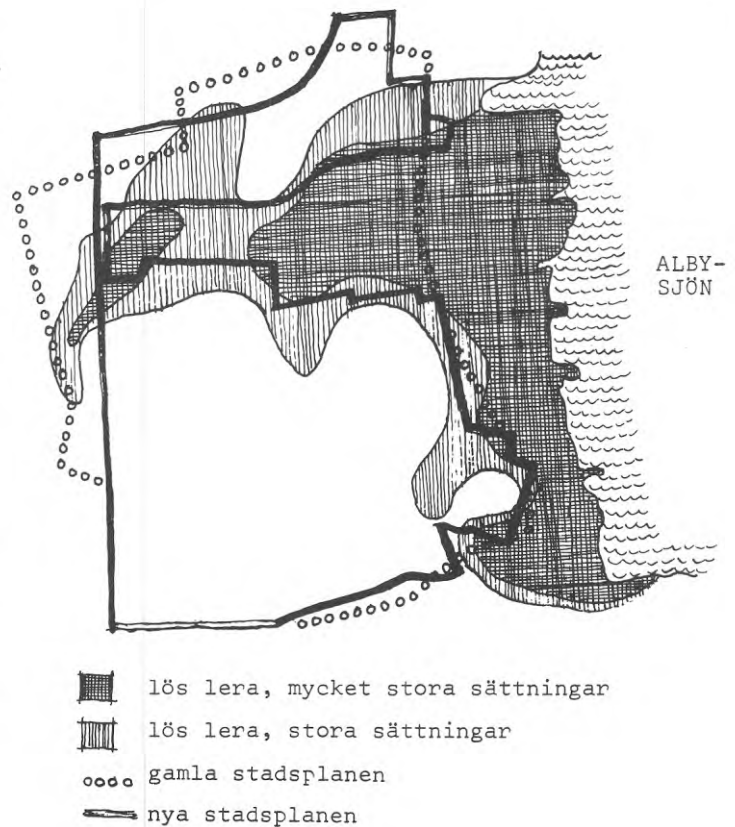 ALBY-
SJÖN
lös lera, mycket stora sättningar
lös lera, stora sättningar
gamla stadsplanen
nya stadsplanen